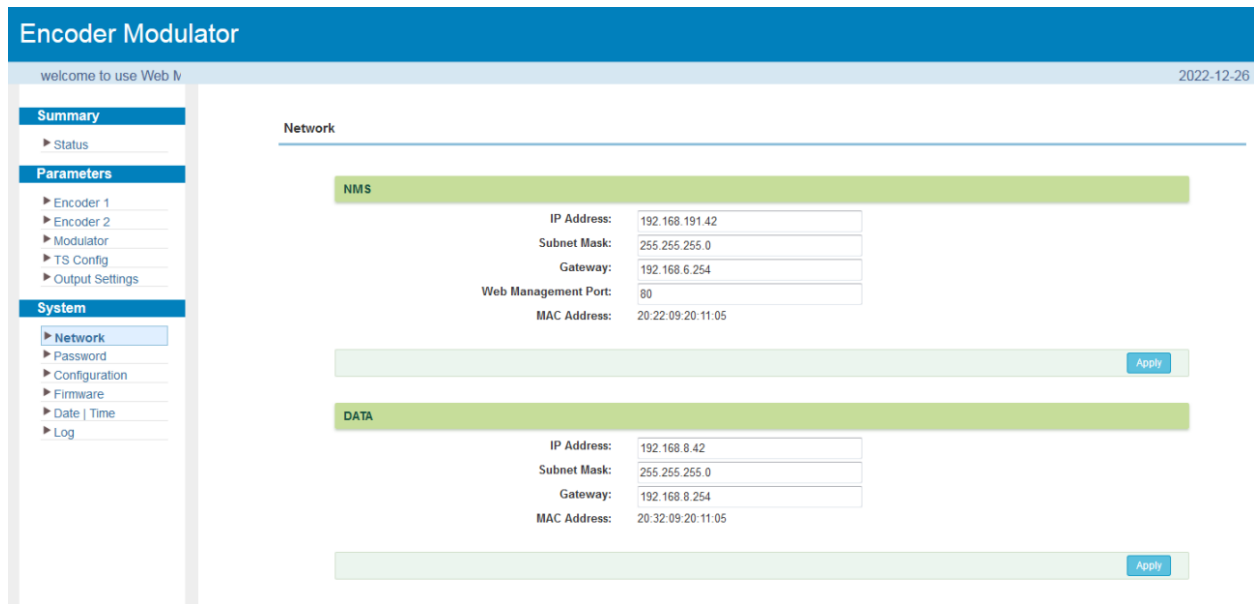 Encoder Modulator
welcome to use Web M
2022-12-26
Summary
Status
Parameters
Encoder 1
Encoder 2
Modulator
TS Config
Output Settings
System
Network
Password
Configuration
Firmware
Date | Time
Log
Network
NMS
IP Address: 192.168.191.42
Subnet Mask: 255.255.255.0
Gateway: 192.168.6.254
Web Management Port: 80
MAC Address: 20:22:09:20:11:05
Apply
DATA
IP Address: 192.168.8.42
Subnet Mask: 255.255.255.0
Gateway: 192.168.8.254
MAC Address: 20:32:09:20:11:05
Apply